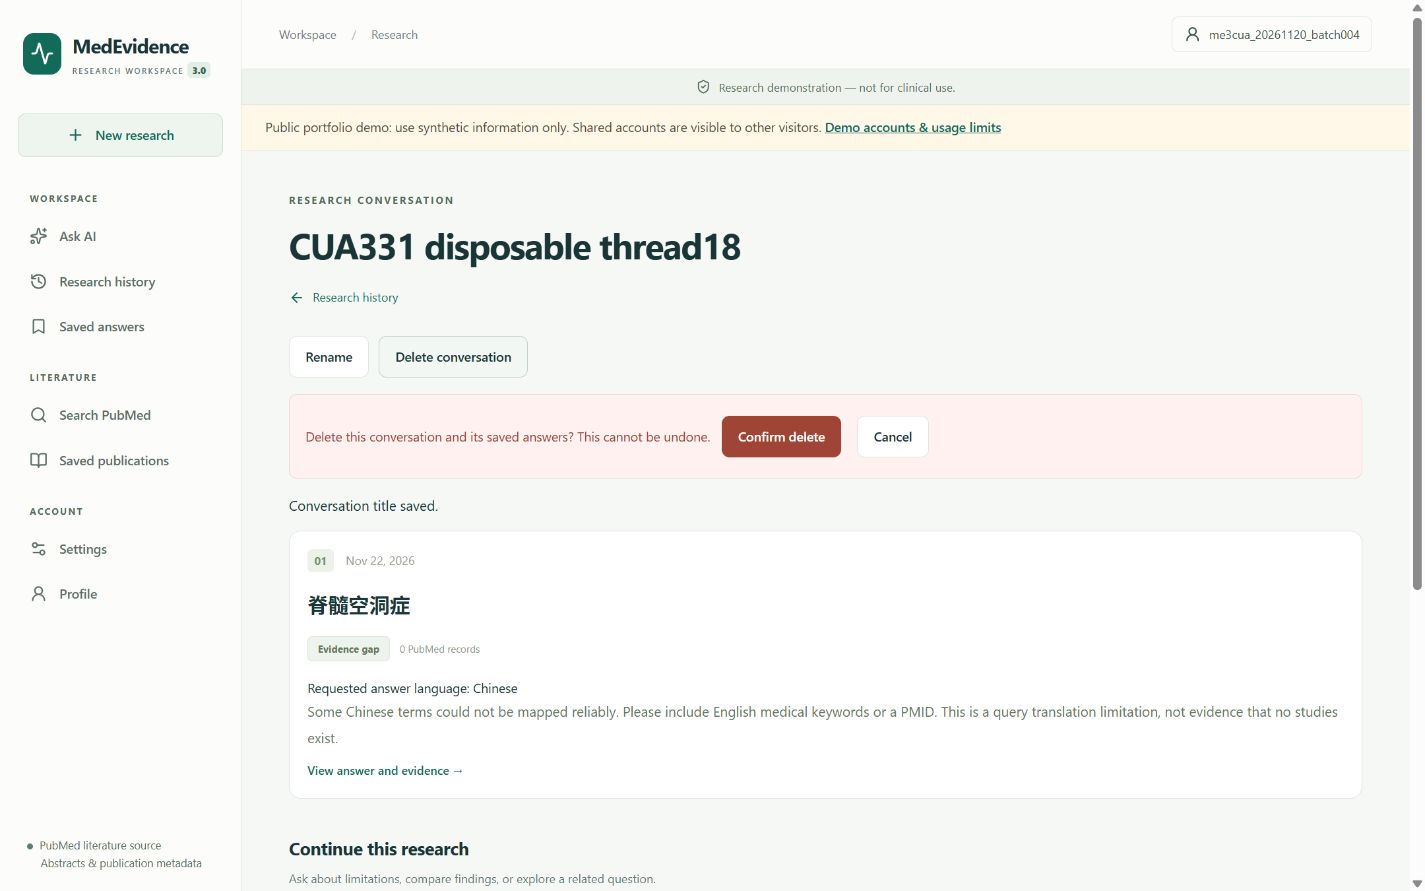 MedEvidence
RESEARCH WORKSPACE 3.0
New research
WORKSPACE
Ask AI
Research history
Saved answers
LITERATURE
Search PubMed
Saved publications
ACCOUNT
Settings
Profile
PubMed literature source
Abstracts & publication metadata
Workspace / Research
me3cua_20261120_batch004
Research demonstration — not for clinical use.
Public portfolio demo: use synthetic information only. Shared accounts are visible to other visitors. Demo accounts & usage limits
RESEARCH CONVERSATION
CUA331 disposable thread18
← Research history
Rename
Delete conversation
Delete this conversation and its saved answers? This cannot be undone.
Confirm delete
Cancel
Conversation title saved.
01 Nov 22, 2026
脊髓空洞症
Evidence gap 0 PubMed records
Requested answer language: Chinese
Some Chinese terms could not be mapped reliably. Please include English medical keywords or a PMID. This is a query translation limitation, not evidence that no studies
exist.
View answer and evidence →
Continue this research
Ask about limitations, compare findings, or explore a related question.